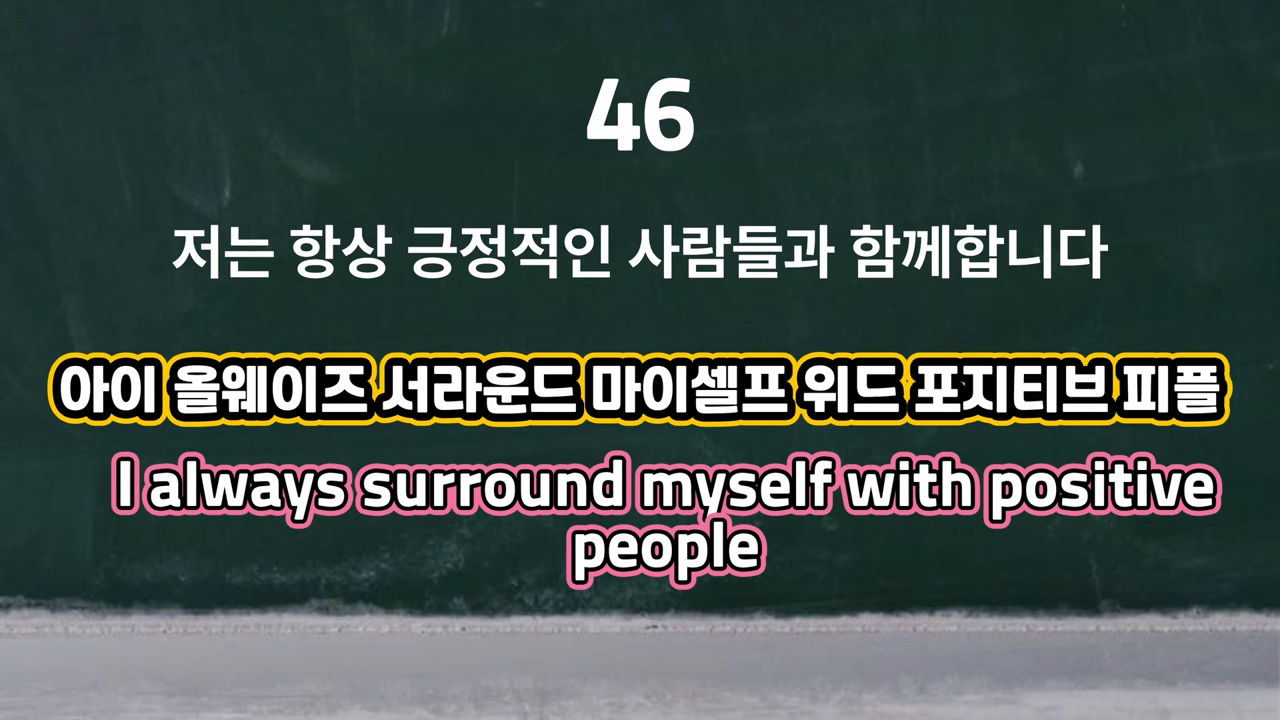 46
저는 항상 긍정적인 사람들과 함께합니다
아이 올웨이즈 서라운드 마이셀프 위드 포지티브 피플
I always surround myself with positive
people